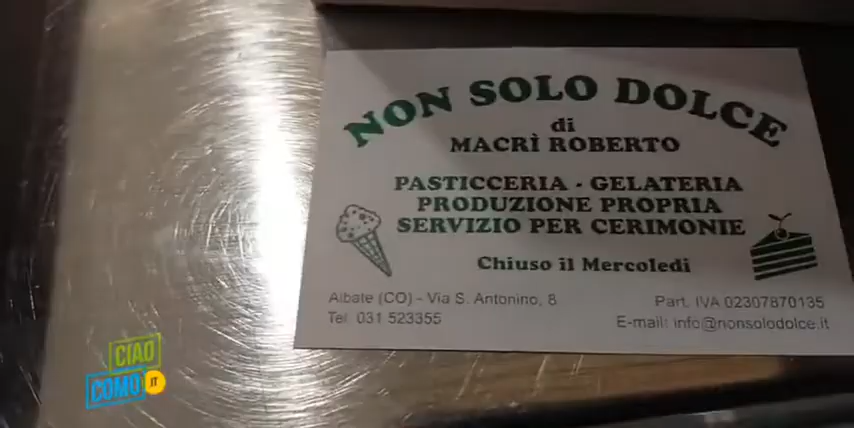 NON SOLO DOLCE
di
MACRÌ ROBERTO
PASTICCERIA - GELATERIA
PRODUZIONE PROPRIA
SERVIZIO PER CERIMONIE
Chiuso il Mercoledì
Albate (CO) - Via S. Antonino, 8
Tel. 031 523355
Part. IVA 02307870135
E-mail: info@nonsolodolce.it
CIAO
COMO.IT